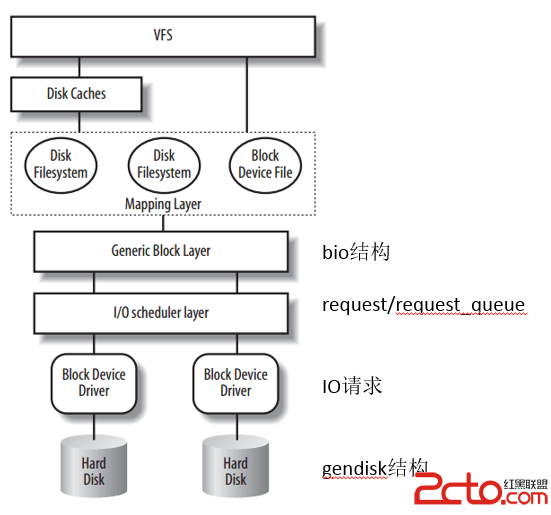 VFS
Disk Caches
Disk
Filesystem
Disk
Filesystem
Block
Device File
Mapping Layer
Generic Block Layer
bio结构
I/O scheduler layer
request/request_queue
Block Device
Driver
Block Device
Driver
IO请求
Hard
Disk
Hard
Disk
gendisk结构
2cto
红黑联盟
.com